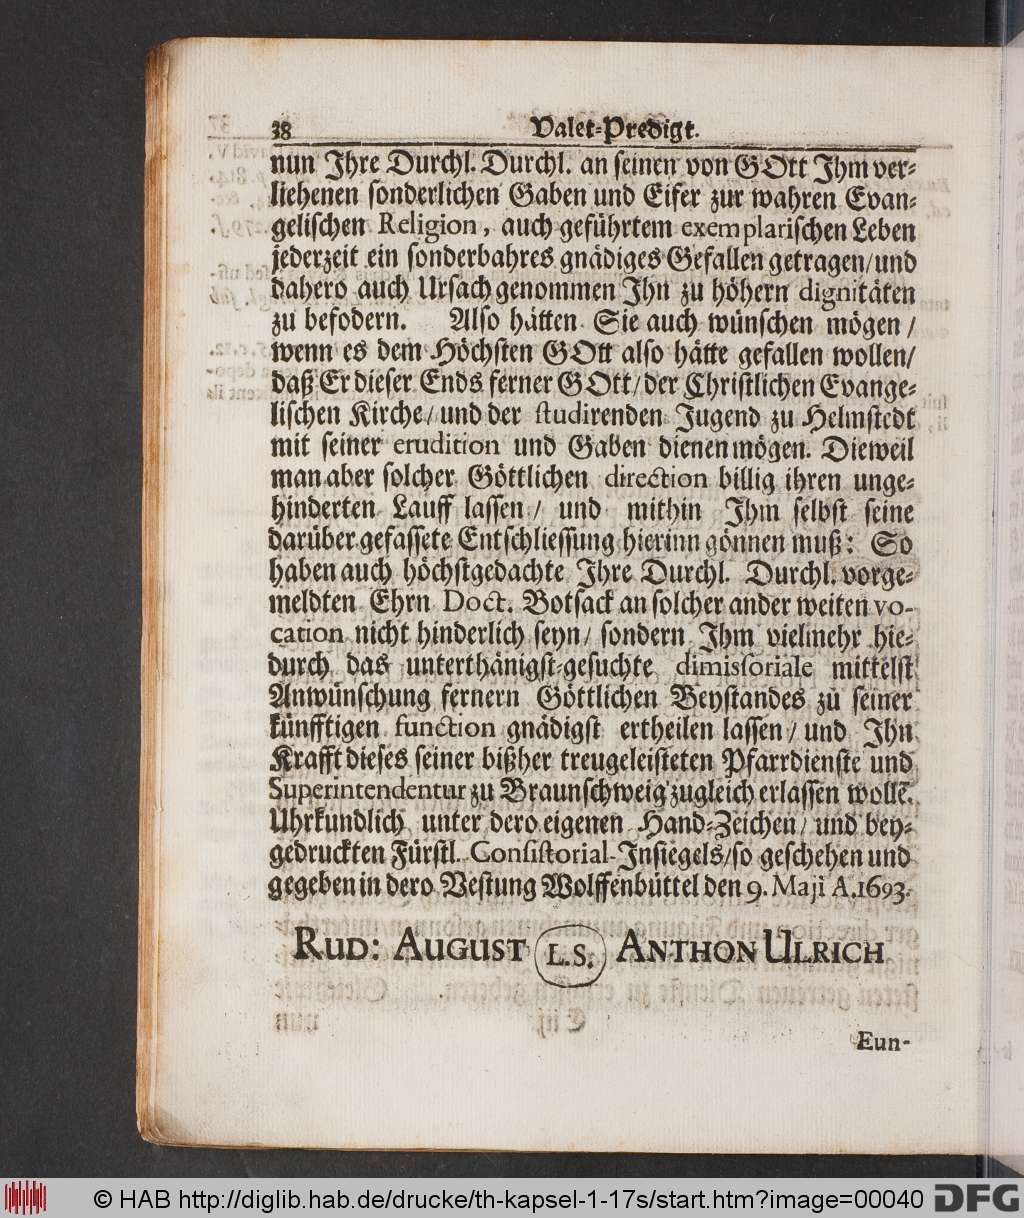 38 Valet-Predigt.
nun Ihre Durchl. Durchl. an seinen von GOtt Ihm ver-
liehenen sonderlichen Gaben und Eifer zur wahren Evan-
gelischen Religion, auch geführtem exemplarischen Leben
jederzeit ein sonderbahres gnädiges Gefallen getragen/ und
dahero auch Ursach genommen Ihn zu höhern dignitäten
zu befodern. Also hätten Sie auch wünschen mögen /
wenn es dem Höchsten GOtt also hätte gefallen wollen/
daß Er dieser Ends ferner GOtt/ der Christlichen Evange-
lischen Kirche/ und der studirenden Jugend zu Helmstedt
mit seiner erudition und Gaben dienen mögen. Dieweil
man aber solcher Göttlichen direction billig ihren unge-
hinderten Lauff lassen / und mithin Ihm selbst seine
darüber gefassete Entschliessung hierinn gönnen muß: So
haben auch höchstgedachte Ihre Durchl. Durchl. vorge-
meldten Ehrn Doct. Botsack an solcher ander weiten vo-
cation nicht hinderlich seyn/ sondern Ihm vielmehr hie-
durch das unterthänigst-gesuchte dimissoriale mittelst
Anwünschung fernern Göttlichen Beystandes zu seiner
künfftigen function gnädigst ertheilen lassen / und Ihn
Krafft dieses seiner bißher treugeleisteten Pfarrdienste und
Superintendentur zu Braunschweig zugleich erlassen wollē.
Uhrkundlich unter dero eigenen Hand-Zeichen/ und bey-
gedruckten Fürstl. Consistorial-Insiegels/ so geschehen und
gegeben in dero Vestung Wolffenbüttel den 9. Maji A. 1693.
RUD: AUGUST L.S. ANTHON ULRICH
Eun-
© HAB http://diglib.hab.de/drucke/th-kapsel-1-17s/start.htm?image=00040 DFG